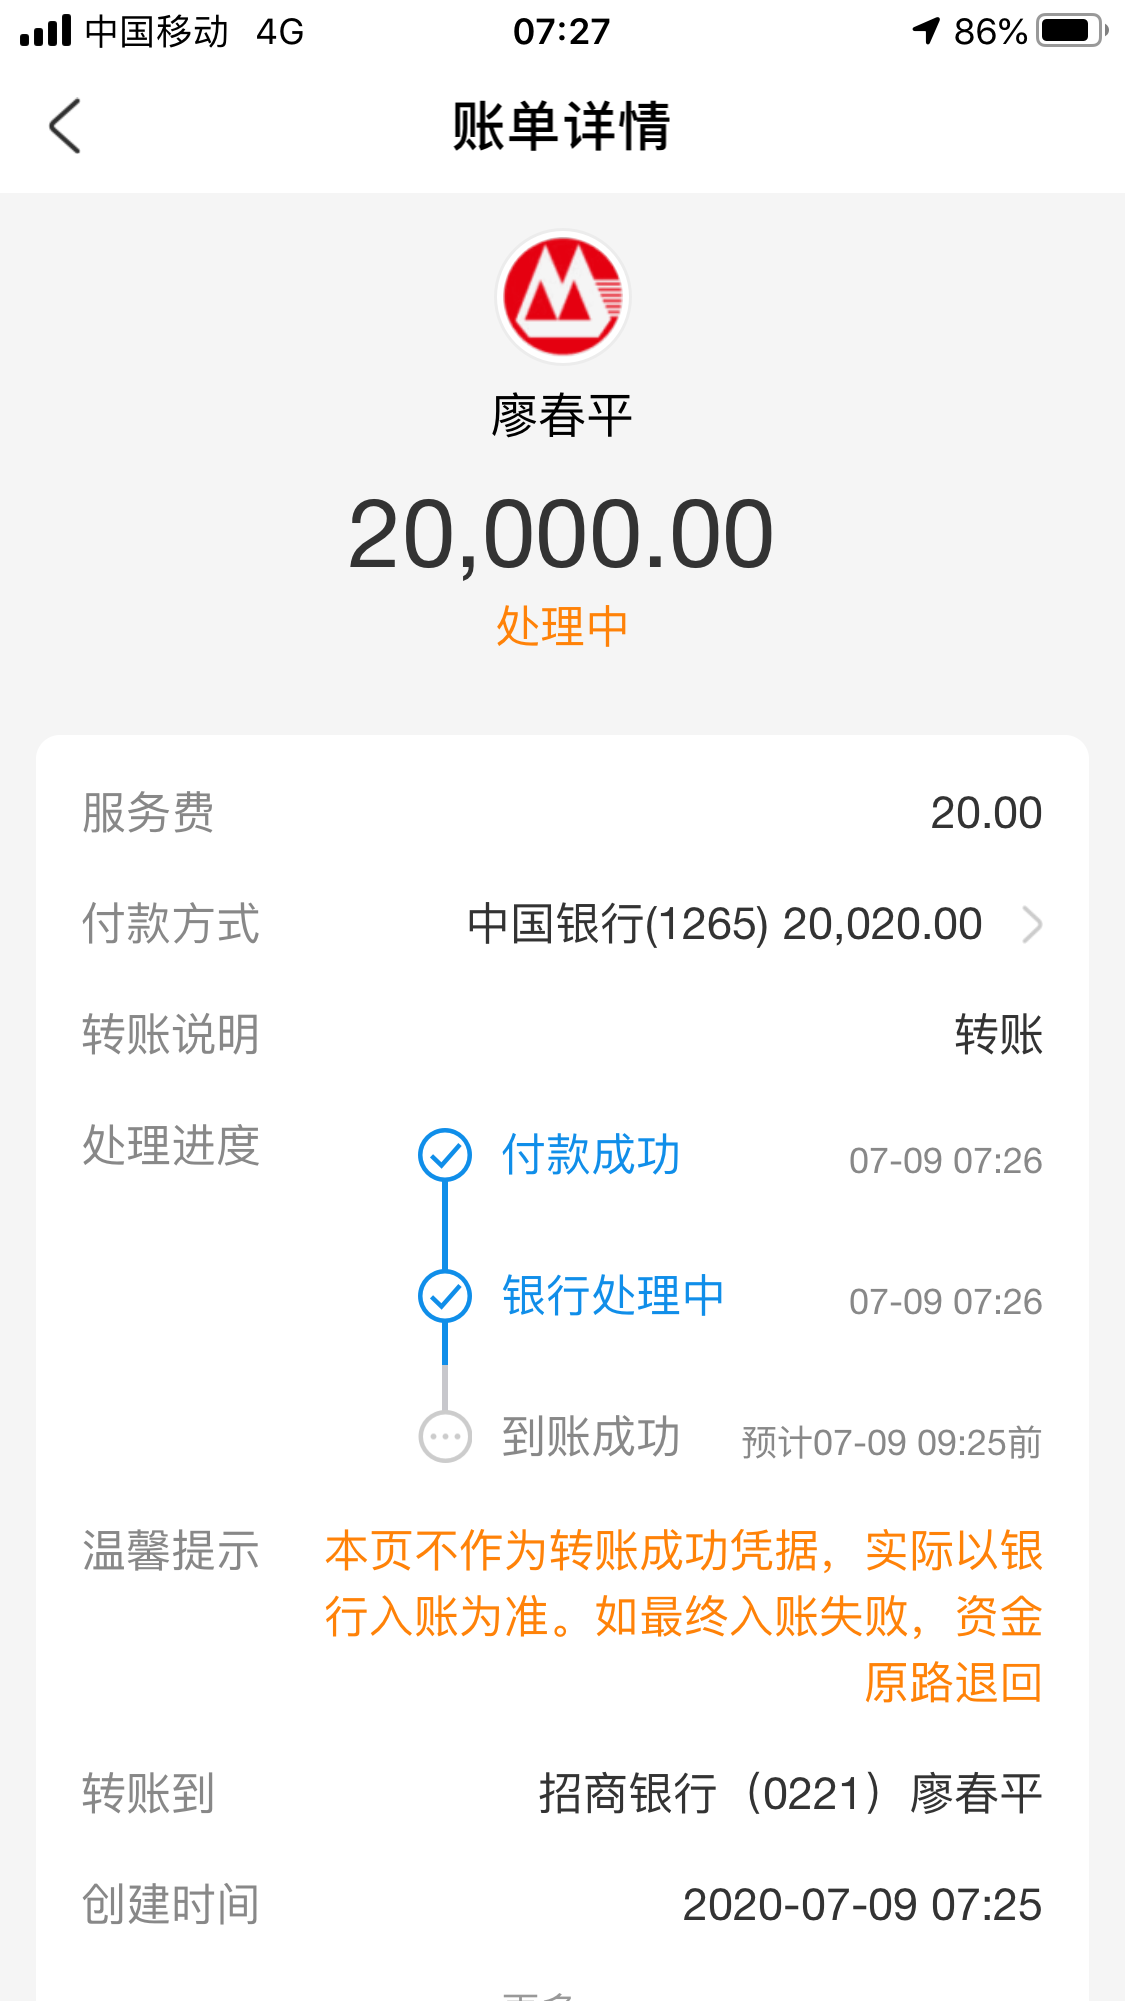 中国移动 4G 07:27 86%
账单详情
廖春平
20,000.00
处理中
服务费 20.00
付款方式 中国银行(1265) 20,020.00
转账说明 转账
处理进度 付款成功 07-09 07:26
银行处理中 07-09 07:26
到账成功 预计07-09 09:25前
温馨提示 本页不作为转账成功凭据，实际以银
行入账为准。如最终入账失败，资金
原路退回
转账到 招商银行（0221）廖春平
创建时间 2020-07-09 07:25